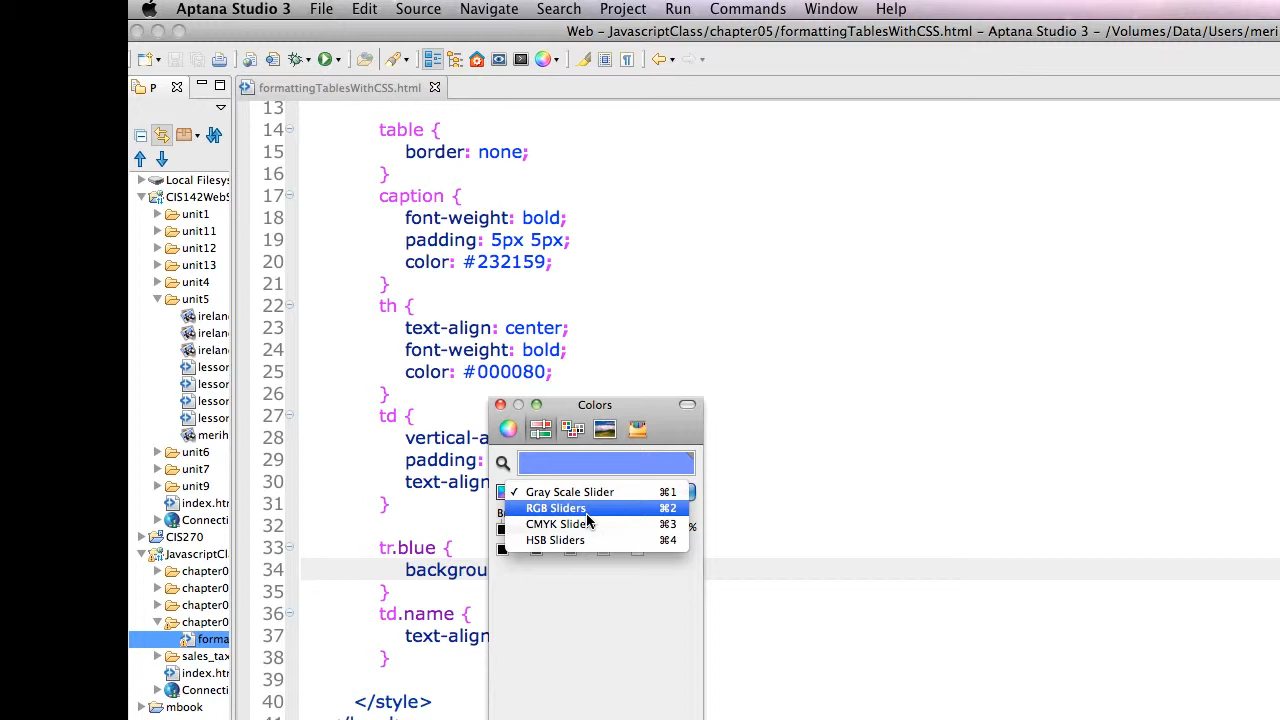 Aptana Studio 3 File Edit Source Navigate Search Project Run Commands Window Help
Web – JavascriptClass/chapter05/formattingTablesWithCSS.html – Aptana Studio 3 – /Volumes/Data/Users/meri
P
formattingTablesWithCSS.html
Local Filesys
CIS142WebS
unit1
unit11
unit12
unit13
unit4
unit5
irelan
irelan
irelan
lesson
lesson
lesson
lesson
merih
unit6
unit7
unit9
index.htr
Connecti
CIS270
JavascriptCl
chapter0
chapter0
chapter0
chapter0
forma
sales_tax
index.htr
Connecti
mbook
13
14 table {
15 border: none;
16 }
17 caption {
18 font-weight: bold;
19 padding: 5px 5px;
20 color: #232159;
21 }
22 th {
23 text-align: center;
24 font-weight: bold;
25 color: #000080;
26 }
27 td {
28 vertical-a
29 padding:
30 text-align
31 }
32
33 tr.blue {
34 backgrou
35 }
36 td.name {
37 text-align
38 }
39
40 </style>
41
Colors
Gray Scale Slider ⌘1
RGB Sliders ⌘2
CMYK Sliders ⌘3
HSB Sliders ⌘4
%